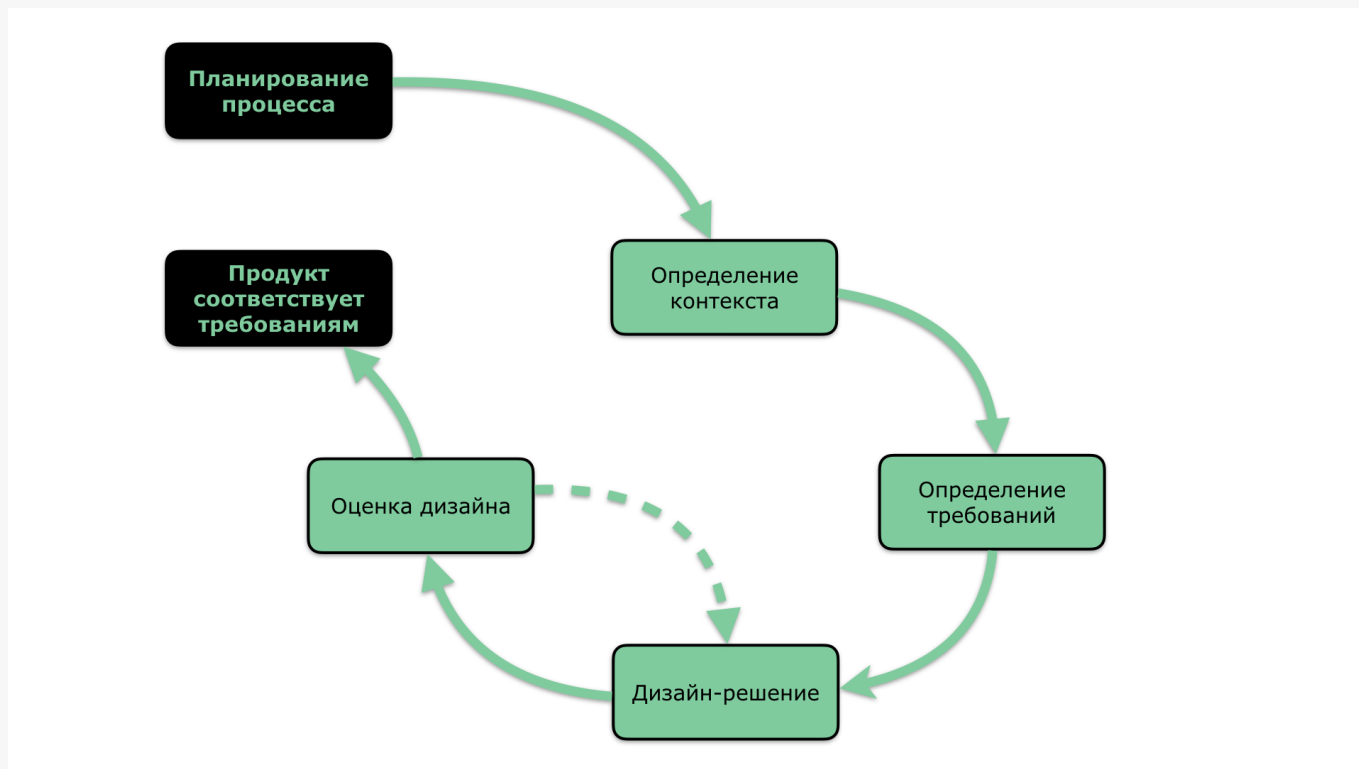 Планирование
процесса
Определение
контекста
Продукт
соответствует
требованиям
Определение
требований
Оценка дизайна
Дизайн-решение